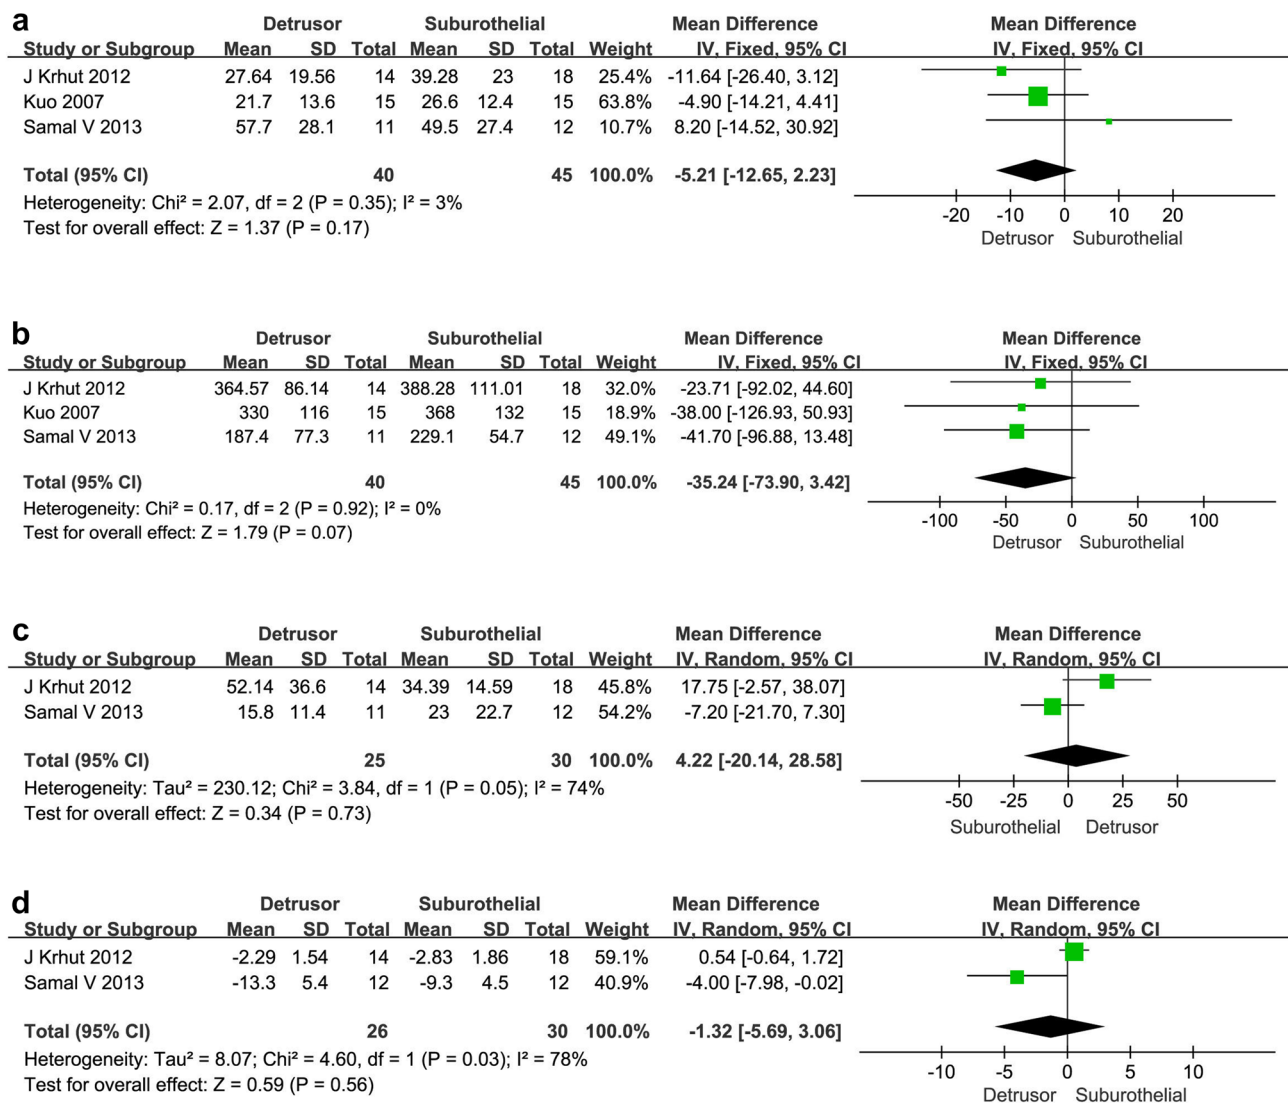 a
Detrusor Suburothelial Mean Difference Mean Difference
Study or Subgroup Mean SD Total Mean SD Total Weight IV, Fixed, 95% CI IV, Fixed, 95% CI
J Krhut 2012 27.64 19.56 14 39.28 23 18 25.4% -11.64 [-26.40, 3.12]
Kuo 2007 21.7 13.6 15 26.6 12.4 15 63.8% -4.90 [-14.21, 4.41]
Samal V 2013 57.7 28.1 11 49.5 27.4 12 10.7% 8.20 [-14.52, 30.92]
Total (95% CI) 40 45 100.0% -5.21 [-12.65, 2.23]
Heterogeneity: Chi² = 2.07, df = 2 (P = 0.35); I² = 3%
Test for overall effect: Z = 1.37 (P = 0.17)
-20 -10 0 10 20
Detrusor Suburothelial
b
Detrusor Suburothelial Mean Difference Mean Difference
Study or Subgroup Mean SD Total Mean SD Total Weight IV, Fixed, 95% CI IV, Fixed, 95% CI
J Krhut 2012 364.57 86.14 14 388.28 111.01 18 32.0% -23.71 [-92.02, 44.60]
Kuo 2007 330 116 15 368 132 15 18.9% -38.00 [-126.93, 50.93]
Samal V 2013 187.4 77.3 11 229.1 54.7 12 49.1% -41.70 [-96.88, 13.48]
Total (95% CI) 40 45 100.0% -35.24 [-73.90, 3.42]
Heterogeneity: Chi² = 0.17, df = 2 (P = 0.92); I² = 0%
Test for overall effect: Z = 1.79 (P = 0.07)
-100 -50 0 50 100
Detrusor Suburothelial
c
Detrusor Suburothelial Mean Difference Mean Difference
Study or Subgroup Mean SD Total Mean SD Total Weight IV, Random, 95% CI IV, Random, 95% CI
J Krhut 2012 52.14 36.6 14 34.39 14.59 18 45.8% 17.75 [-2.57, 38.07]
Samal V 2013 15.8 11.4 11 23 22.7 12 54.2% -7.20 [-21.70, 7.30]
Total (95% CI) 25 30 100.0% 4.22 [-20.14, 28.58]
Heterogeneity: Tau² = 230.12; Chi² = 3.84, df = 1 (P = 0.05); I² = 74%
Test for overall effect: Z = 0.34 (P = 0.73)
-50 -25 0 25 50
Suburothelial Detrusor
d
Detrusor Suburothelial Mean Difference Mean Difference
Study or Subgroup Mean SD Total Mean SD Total Weight IV, Random, 95% CI IV, Random, 95% CI
J Krhut 2012 -2.29 1.54 14 -2.83 1.86 18 59.1% 0.54 [-0.64, 1.72]
Samal V 2013 -13.3 5.4 12 -9.3 4.5 12 40.9% -4.00 [-7.98, -0.02]
Total (95% CI) 26 30 100.0% -1.32 [-5.69, 3.06]
Heterogeneity: Tau² = 8.07; Chi² = 4.60, df = 1 (P = 0.03); I² = 78%
Test for overall effect: Z = 0.59 (P = 0.56)
-10 -5 0 5 10
Detrusor Suburothelial